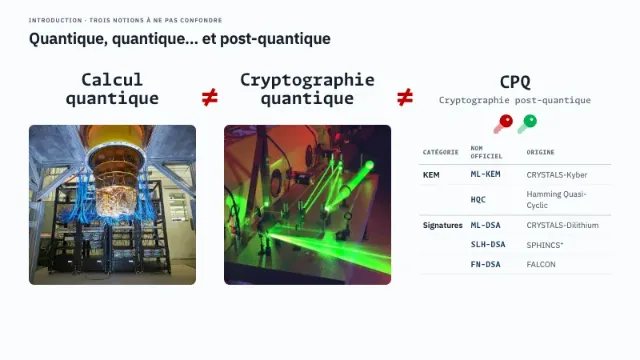 INTRODUCTION · TROIS NOTIONS À NE PAS CONFONDRE
Quantique, quantique... et post-quantique
Calcul
quantique
≠
Cryptographie
quantique
≠
CPQ
Cryptographie post-quantique
CATÉGORIE NOM OFFICIEL ORIGINE
KEM ML-KEM CRYSTALS-Kyber
HQC Hamming Quasi-Cyclic
Signatures ML-DSA CRYSTALS-Dilithium
SLH-DSA SPHINCS⁺
FN-DSA FALCON